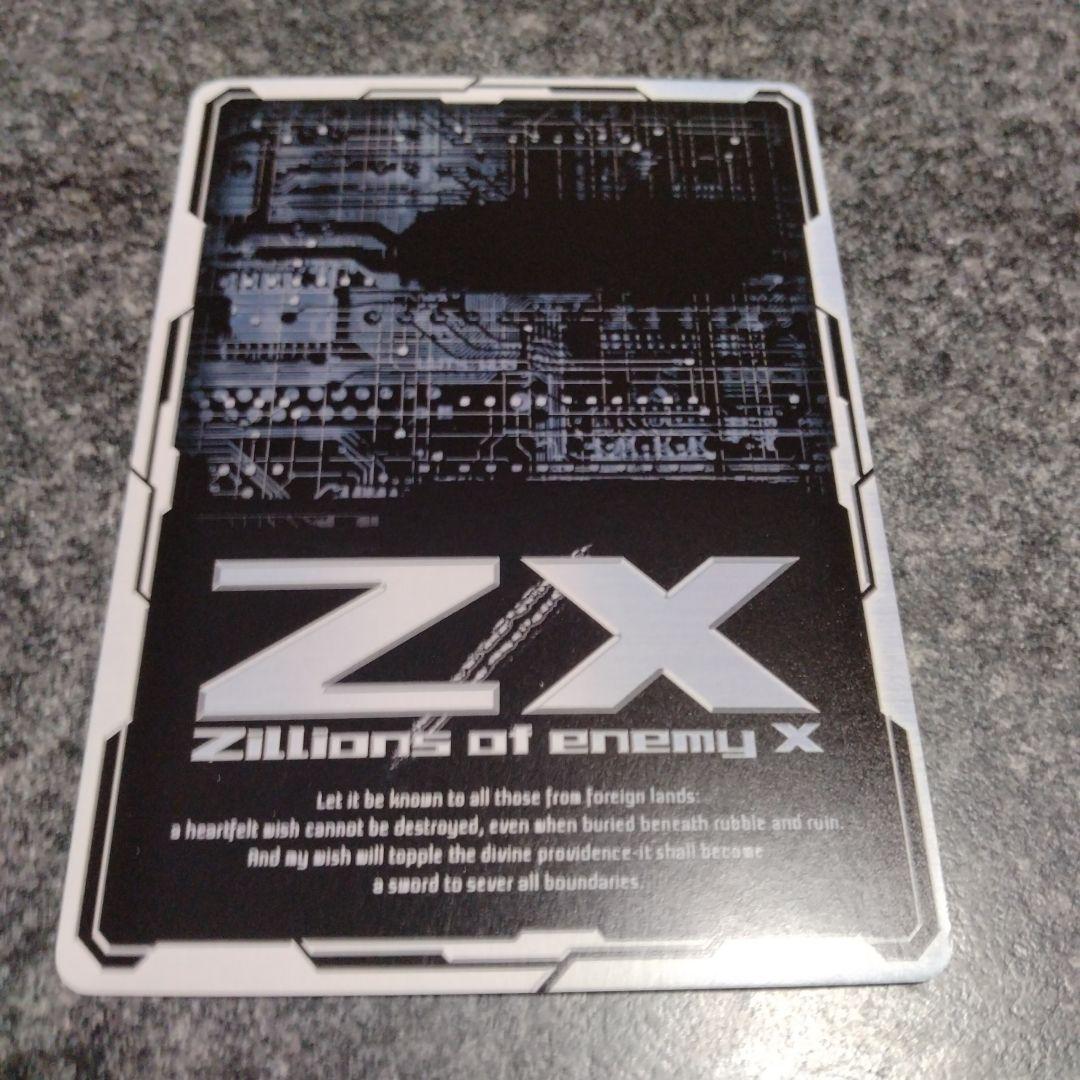 Z/X
Zillions of enemy X
Let it be known to all those from foreign lands:
a heartfelt wish cannot be destroyed, even when buried beneath rubble and ruin.
And my wish will topple the divine providence-it shall become
a sword to sever all boundaries.